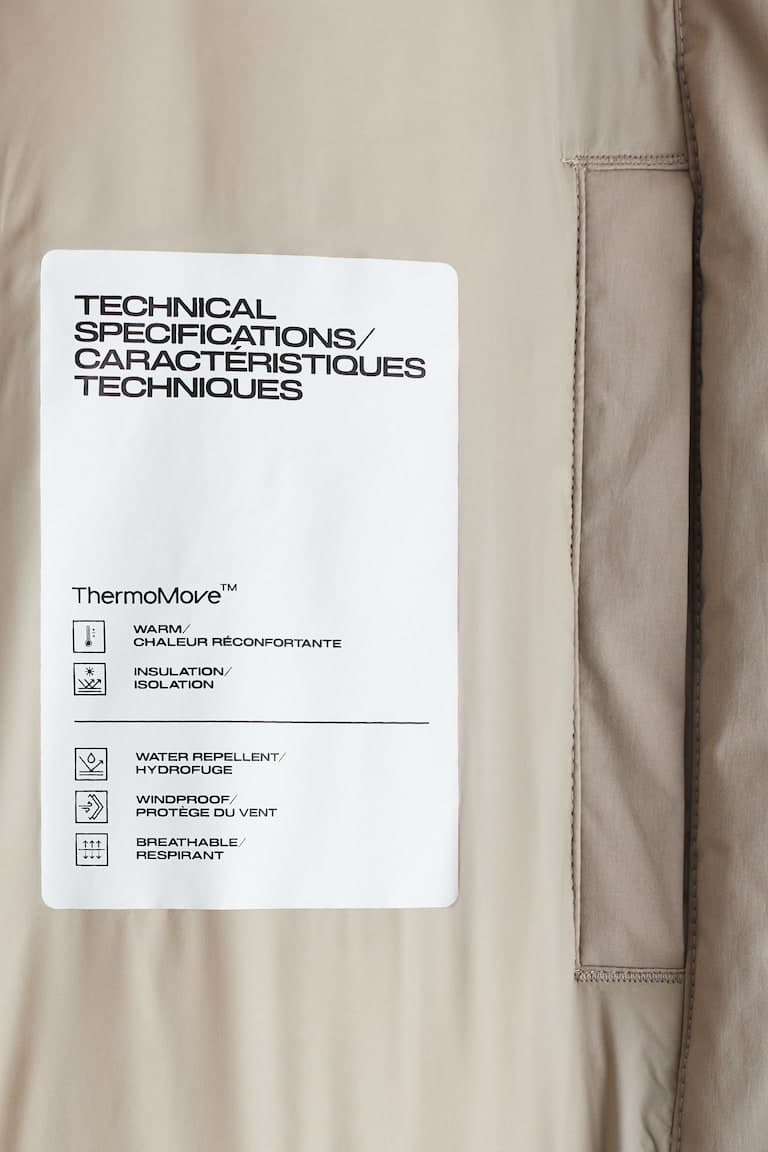 TECHNICAL
SPECIFICATIONS/
CARACTÉRISTIQUES
TECHNIQUES
ThermoMove™
WARM/
CHALEUR RÉCONFORTANTE
INSULATION/
ISOLATION
WATER REPELLENT/
HYDROFUGE
WINDPROOF/
PROTÈGE DU VENT
BREATHABLE/
RESPIRANT